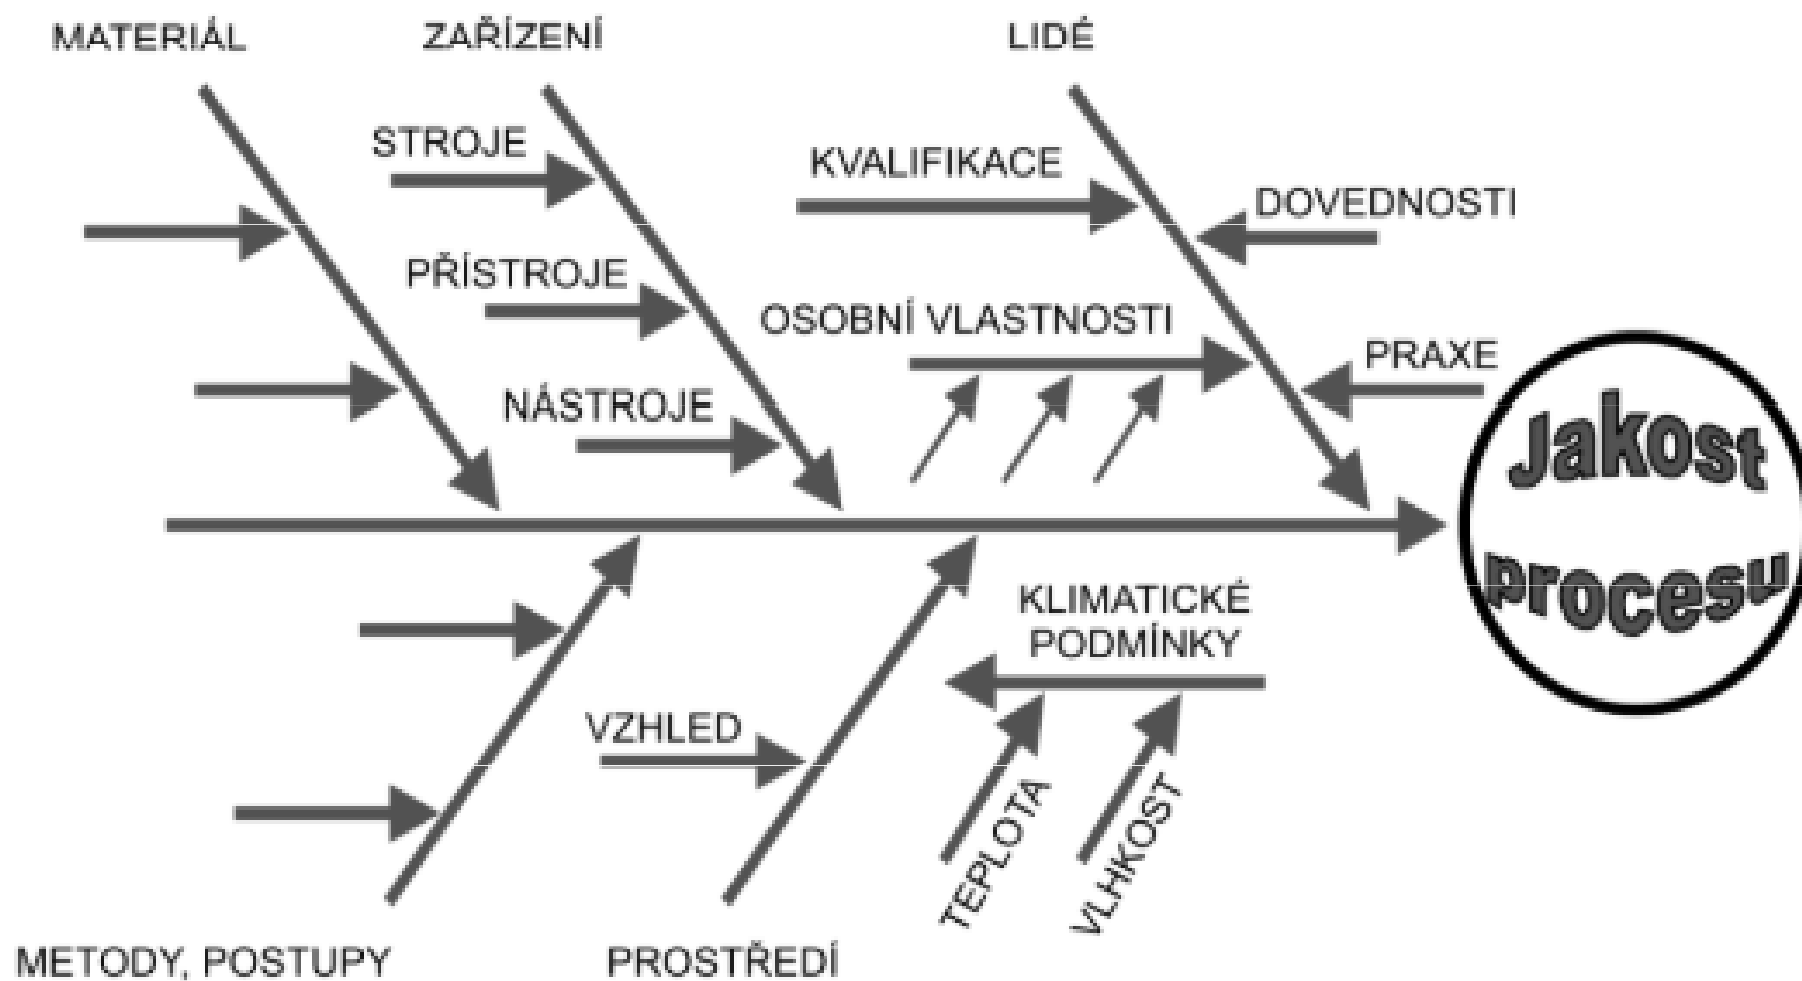 MATERIÁL
ZAŘÍZENÍ
LIDÉ
STROJE
KVALIFIKACE
DOVEDNOSTI
PŘÍSTROJE
OSOBNÍ VLASTNOSTI
PRAXE
NÁSTROJE
Jakost
procesu
KLIMATICKÉ
PODMÍNKY
VZHLED
TEPLOTA
VLHKOST
METODY, POSTUPY
PROSTŘEDÍ